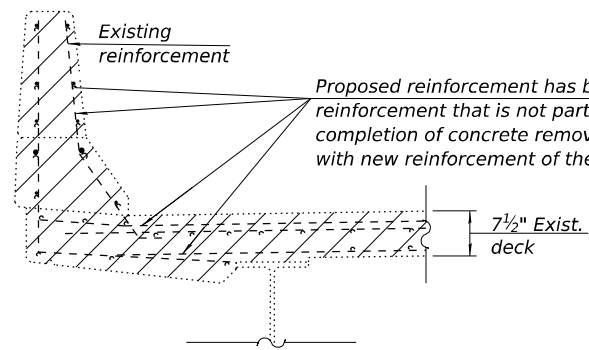 Existing
reinforcement
Proposed reinforcement has b
reinforcement that is not part
completion of concrete remov
with new reinforcement of the
7½" Exist.
deck